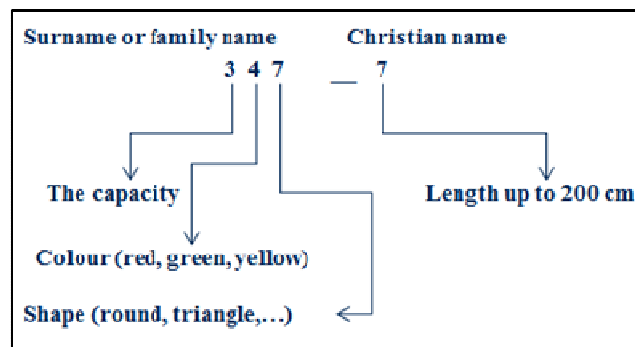 Surname or family name Christian name
3 4 7 _ 7
The capacity Length up to 200 cm
Colour (red, green, yellow)
Shape (round, triangle,...)